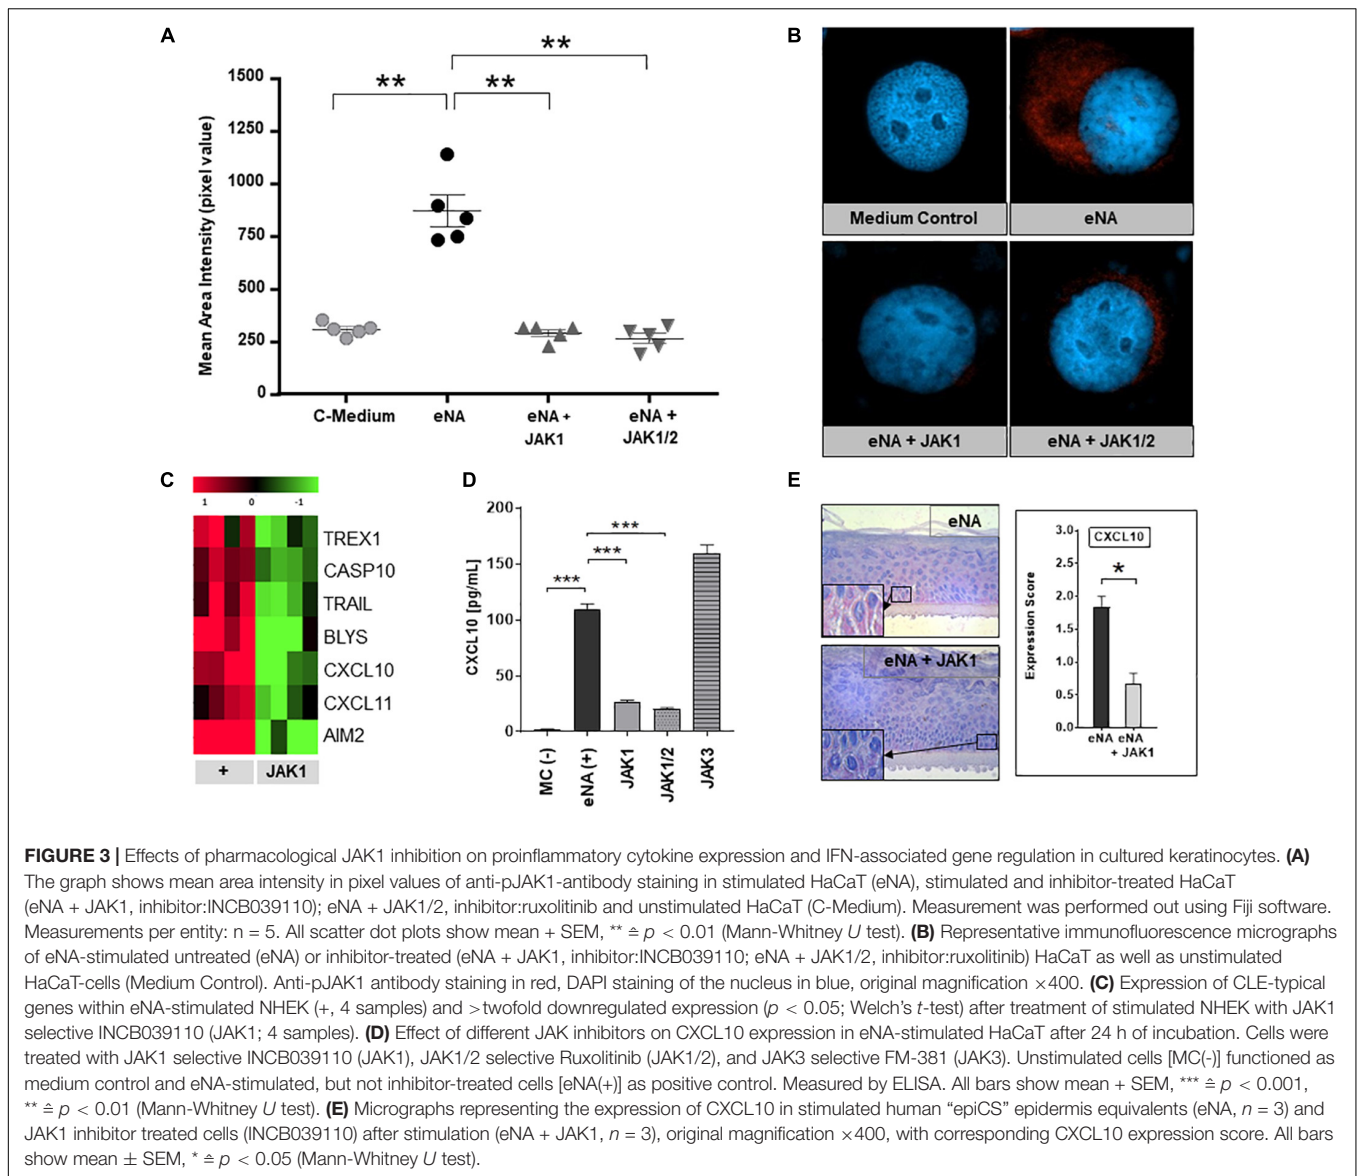 A
**
**
**
1500
1250
1000
750
500
250
0
Mean Area Intensity (pixel value)
C-Medium
eNA
eNA +
JAK1
eNA +
JAK1/2
B
Medium Control
eNA
eNA + JAK1
eNA + JAK1/2
C
1 0 -1
TREX1
CASP10
TRAIL
BLYS
CXCL10
CXCL11
AIM2
+ JAK1
D
200
150
100
50
0
CXCL10 [pg/mL]
***
***
***
MC (-)
eNA (+)
JAK1
JAK1/2
JAK3
E
eNA
eNA + JAK1
CXCL10
*
3.0
2.5
2.0
1.5
1.0
0.5
0.0
Expression Score
eNA
eNA
+ JAK1
FIGURE 3 | Effects of pharmacological JAK1 inhibition on proinflammatory cytokine expression and IFN-associated gene regulation in cultured keratinocytes. (A)
The graph shows mean area intensity in pixel values of anti-pJAK1-antibody staining in stimulated HaCaT (eNA), stimulated and inhibitor-treated HaCaT
(eNA + JAK1, inhibitor:INCB039110); eNA + JAK1/2, inhibitor:ruxolitinib and unstimulated HaCaT (C-Medium). Measurement was performed out using Fiji software.
Measurements per entity: n = 5. All scatter dot plots show mean + SEM, ** ≙ p < 0.01 (Mann-Whitney U test). (B) Representative immunofluorescence micrographs
of eNA-stimulated untreated (eNA) or inhibitor-treated (eNA + JAK1, inhibitor:INCB039110; eNA + JAK1/2, inhibitor:ruxolitinib) HaCaT as well as unstimulated
HaCaT-cells (Medium Control). Anti-pJAK1 antibody staining in red, DAPI staining of the nucleus in blue, original magnification ×400. (C) Expression of CLE-typical
genes within eNA-stimulated NHEK (+, 4 samples) and >twofold downregulated expression (p < 0.05; Welch's t-test) after treatment of stimulated NHEK with JAK1
selective INCB039110 (JAK1; 4 samples). (D) Effect of different JAK inhibitors on CXCL10 expression in eNA-stimulated HaCaT after 24 h of incubation. Cells were
treated with JAK1 selective INCB039110 (JAK1), JAK1/2 selective Ruxolitinib (JAK1/2), and JAK3 selective FM-381 (JAK3). Unstimulated cells [MC(-)] functioned as
medium control and eNA-stimulated, but not inhibitor-treated cells [eNA(+)] as positive control. Measured by ELISA. All bars show mean + SEM, *** ≙ p < 0.001,
** ≙ p < 0.01 (Mann-Whitney U test). (E) Micrographs representing the expression of CXCL10 in stimulated human "epiCS" epidermis equivalents (eNA, n = 3) and
JAK1 inhibitor treated cells (INCB039110) after stimulation (eNA + JAK1, n = 3), original magnification ×400, with corresponding CXCL10 expression score. All bars
show mean ± SEM, * ≙ p < 0.05 (Mann-Whitney U test).